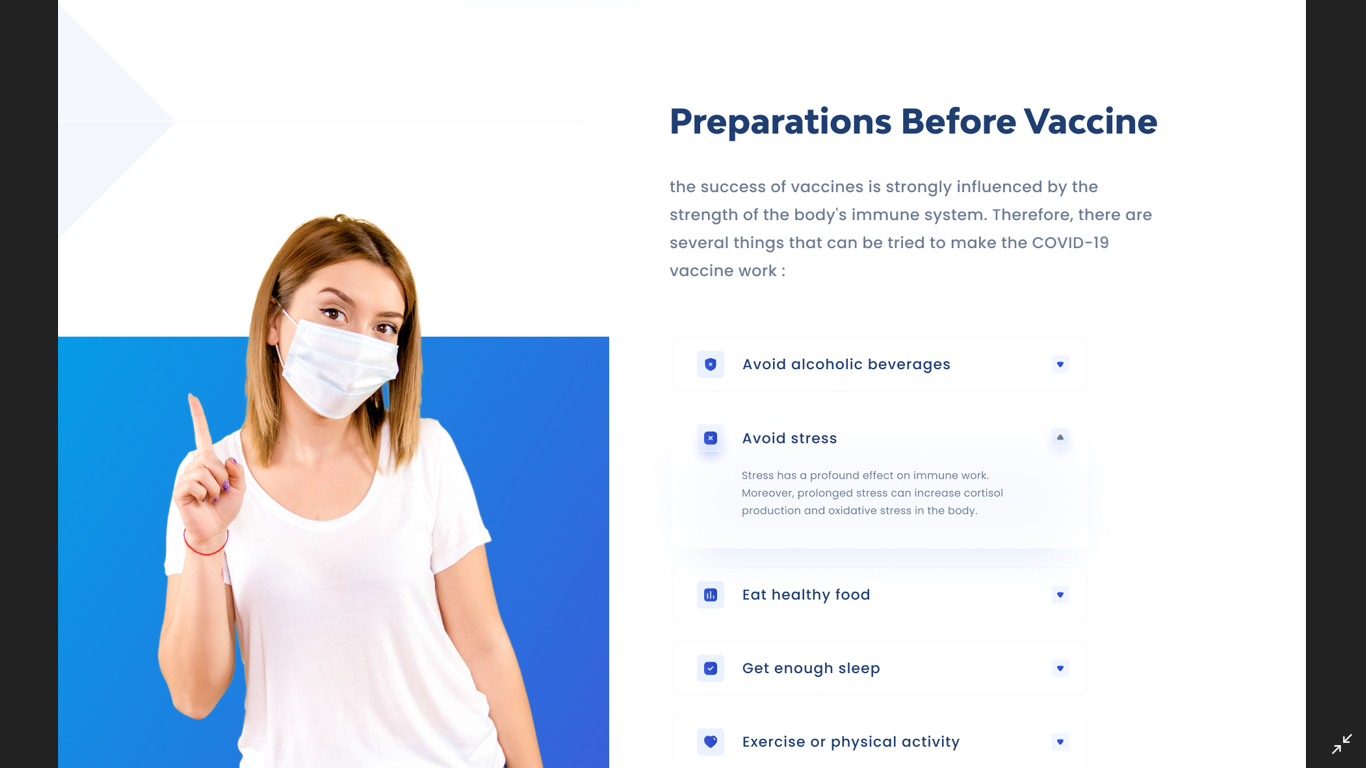 Preparations Before Vaccine
the success of vaccines is strongly influenced by the
strength of the body's immune system. Therefore, there are
several things that can be tried to make the COVID-19
vaccine work :
Avoid alcoholic beverages
Avoid stress
Stress has a profound effect on immune work.
Moreover, prolonged stress can increase cortisol
production and oxidative stress in the body.
Eat healthy food
Get enough sleep
Exercise or physical activity